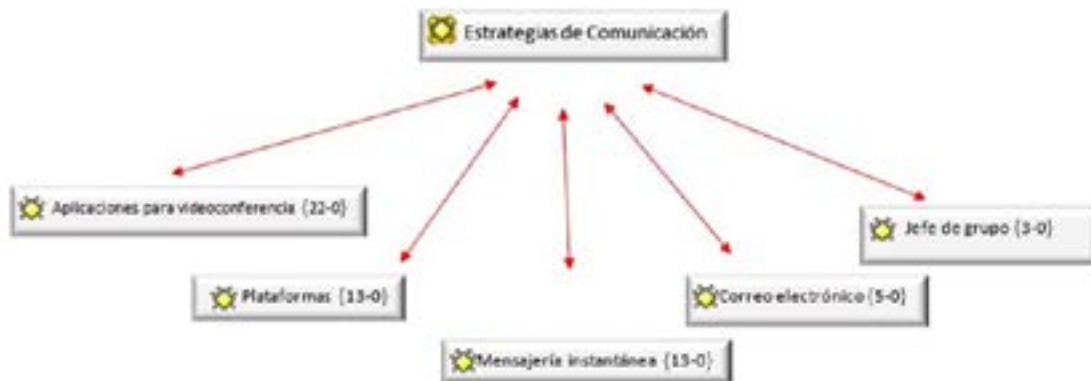 Estrategias de Comunicación
Aplicaciones para videoconferencia {22-0}
Jefe de grupo {3-0}
Plataformas {13-0}
Correo electrónico {5-0}
Mensajería instantánea {13-0}